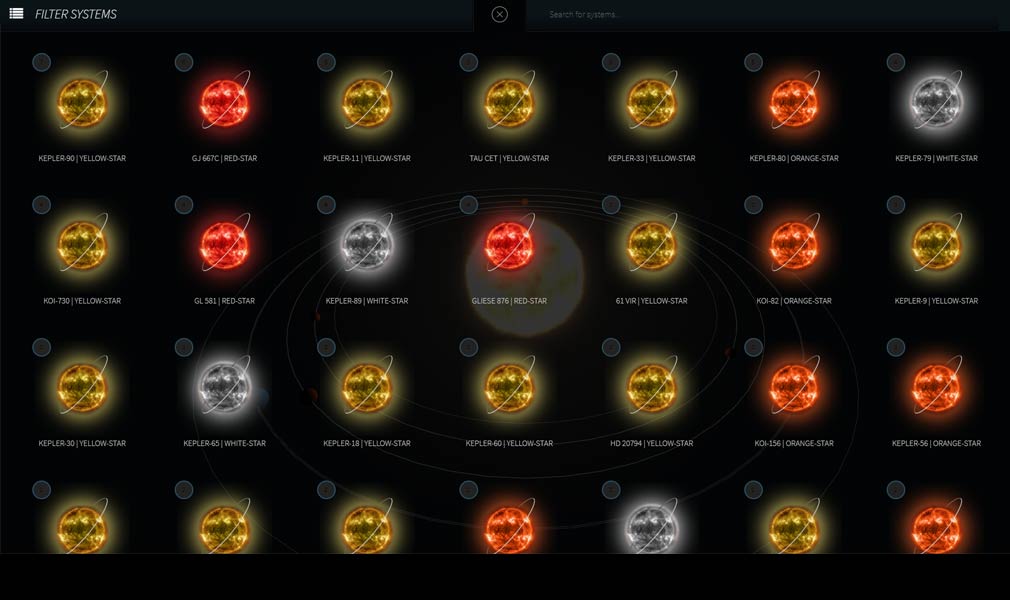 FILTER SYSTEMS
Search for systems...
KEPLER-90 | YELLOW-STAR
GJ 667C | RED-STAR
KEPLER-11 | YELLOW-STAR
TAU CET | YELLOW-STAR
KEPLER-33 | YELLOW-STAR
KEPLER-80 | ORANGE-STAR
KEPLER-79 | WHITE-STAR
KOI-730 | YELLOW-STAR
GL 581 | RED-STAR
KEPLER-89 | WHITE-STAR
GLIESE 876 | RED-STAR
61 VIR | YELLOW-STAR
KOI-82 | ORANGE-STAR
KEPLER-9 | YELLOW-STAR
KEPLER-30 | YELLOW-STAR
KEPLER-65 | WHITE-STAR
KEPLER-18 | YELLOW-STAR
KEPLER-60 | YELLOW-STAR
HD 20794 | YELLOW-STAR
KOI-156 | ORANGE-STAR
KEPLER-56 | ORANGE-STAR